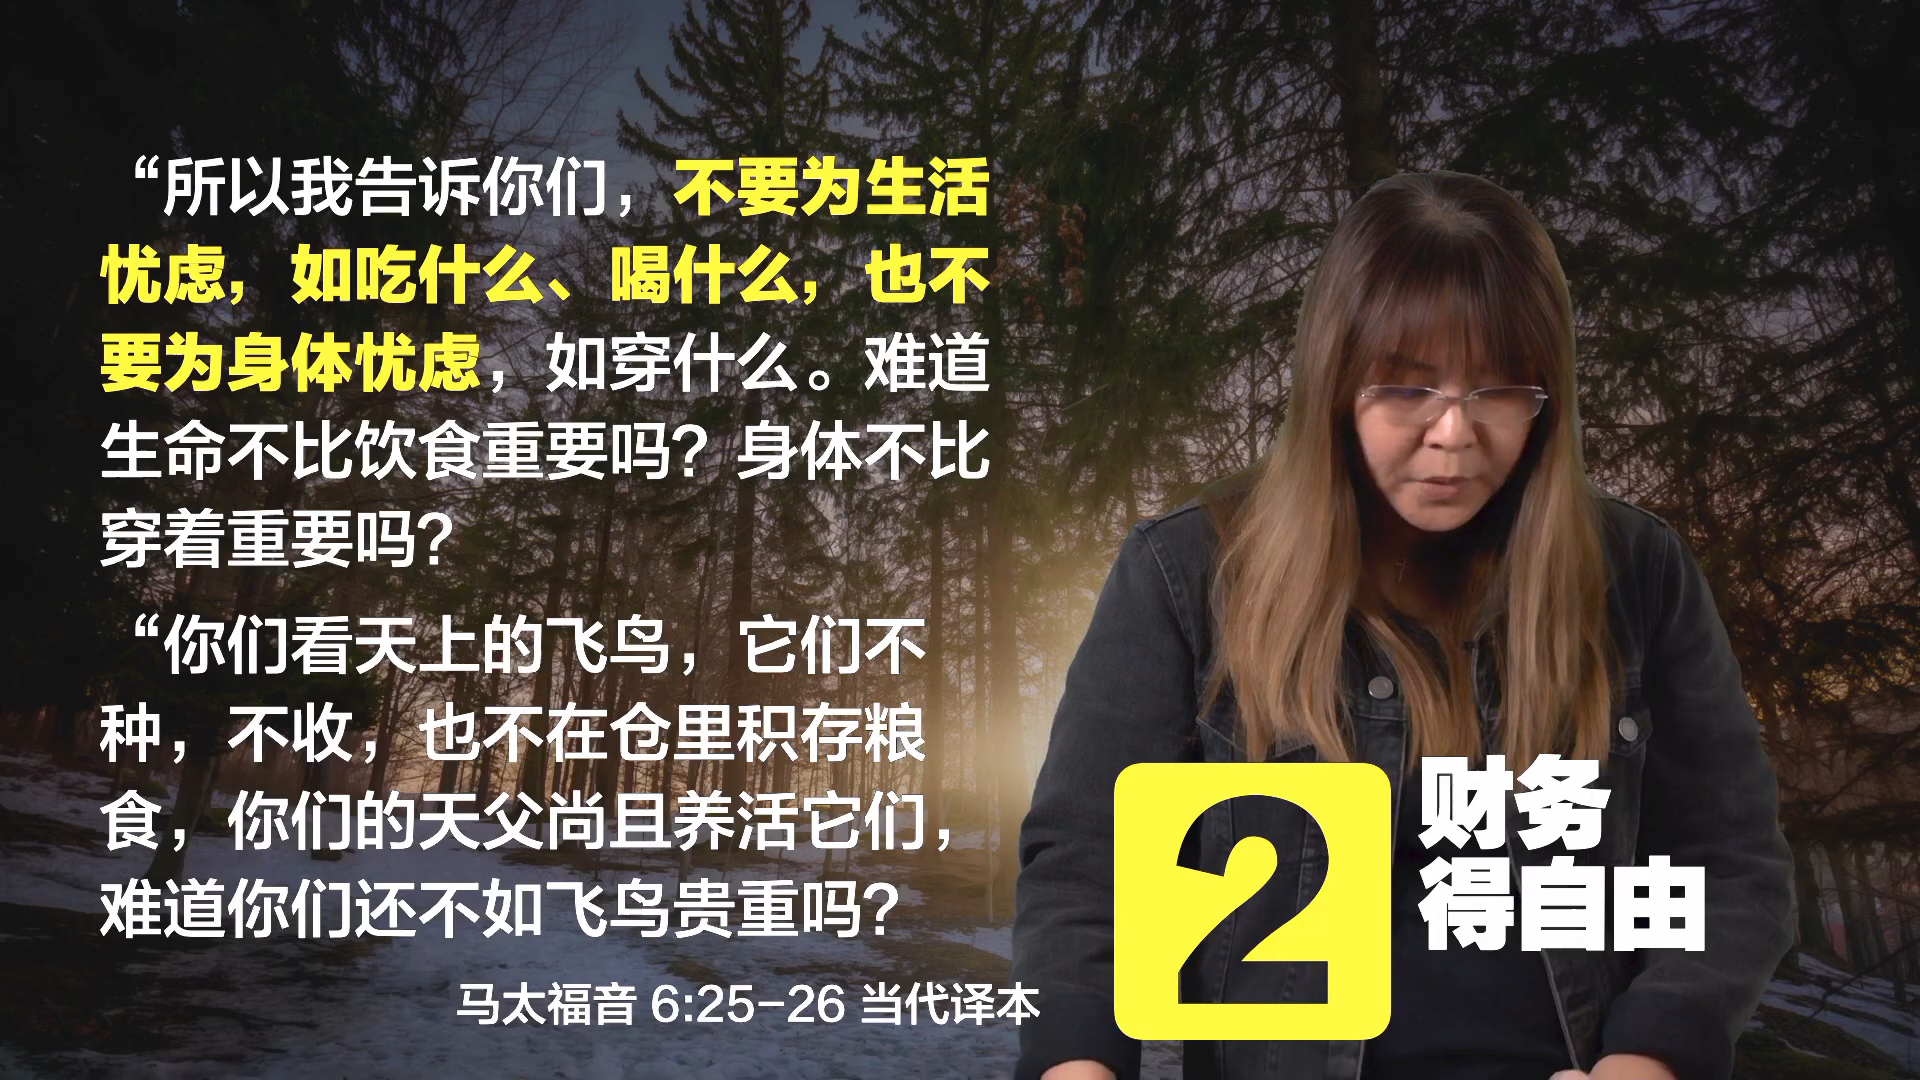 “所以我告诉你们，不要为生活
忧虑，如吃什么、喝什么，也不
要为身体忧虑，如穿什么。难道
生命不比饮食重要吗？身体不比
穿着重要吗？
“你们看天上的飞鸟，它们不
种，不收，也不在仓里积存粮
食，你们的天父尚且养活它们，
难道你们还不如飞鸟贵重吗？
马太福音 6:25-26 当代译本
2
财务
得自由